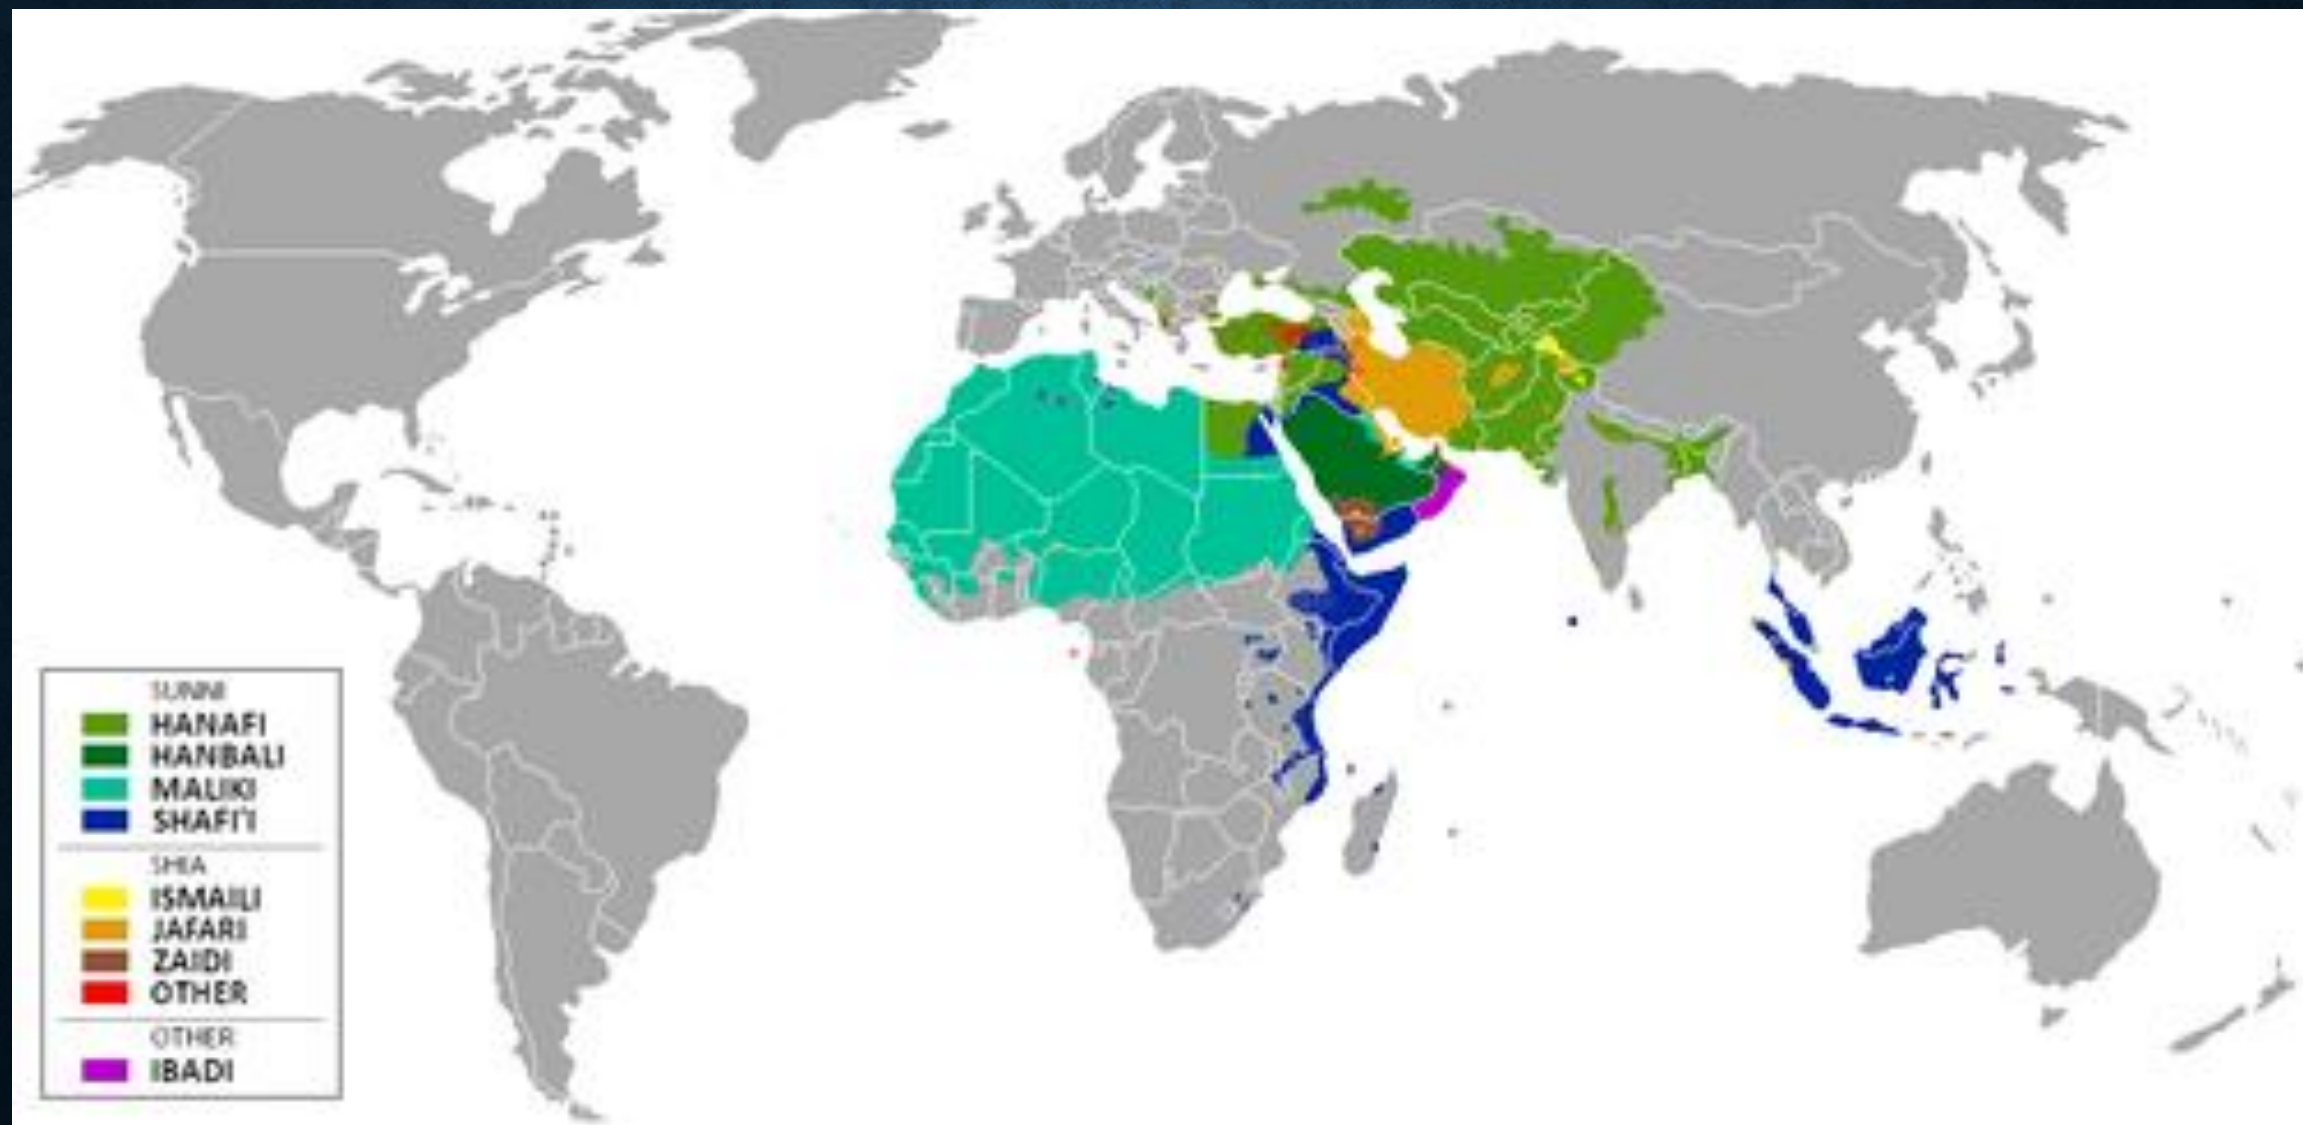 SUNNI
HANAFI
HANBALI
MALIKI
SHAFI'I
SHIA
ISMAILI
JAFARI
ZAIDI
OTHER
OTHER
IBADI